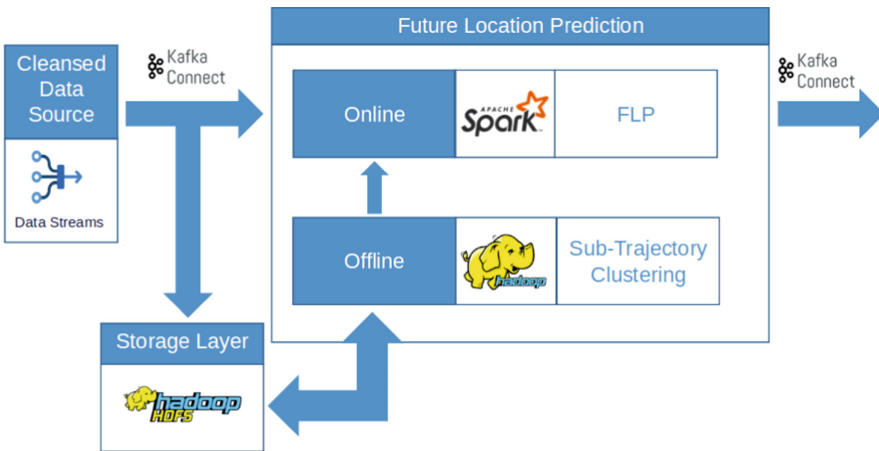 Future Location Prediction
Cleansed
Data
Source
Data Streams
Kafka
Connect
Online
APACHE
Spark
FLP
Kafka
Connect
Offline
hadoop
Sub-Trajectory
Clustering
Storage Layer
hadoop
HDFS